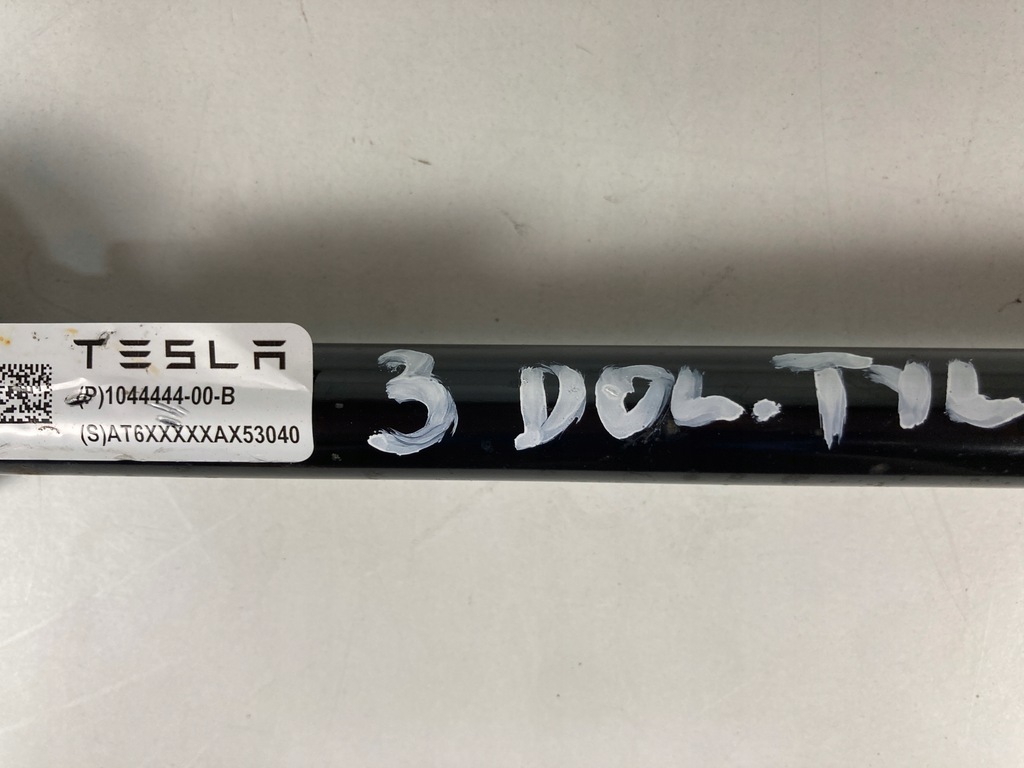 TESLA
(P)1044444-00-B
(S)AT6XXXXXAX53040
3 DOL. TYL